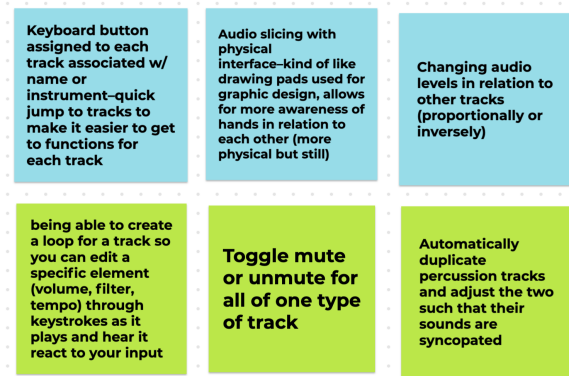 Keyboard button
assigned to each
track associated w/
name or
instrument–quick
jump to tracks to
make it easier to get
to functions for
each track
Audio slicing with
physical
interface–kind of like
drawing pads used for
graphic design, allows
for more awareness of
hands in relation to
each other (more
physical but still)
Changing audio
levels in relation to
other tracks
(proportionally or
inversely)
being able to create
a loop for a track so
you can edit a
specific element
(volume, filter,
tempo) through
keystrokes as it
plays and hear it
react to your input
Toggle mute
or unmute for
all of one type
of track
Automatically
duplicate
percussion tracks
and adjust the two
such that their
sounds are
syncopated